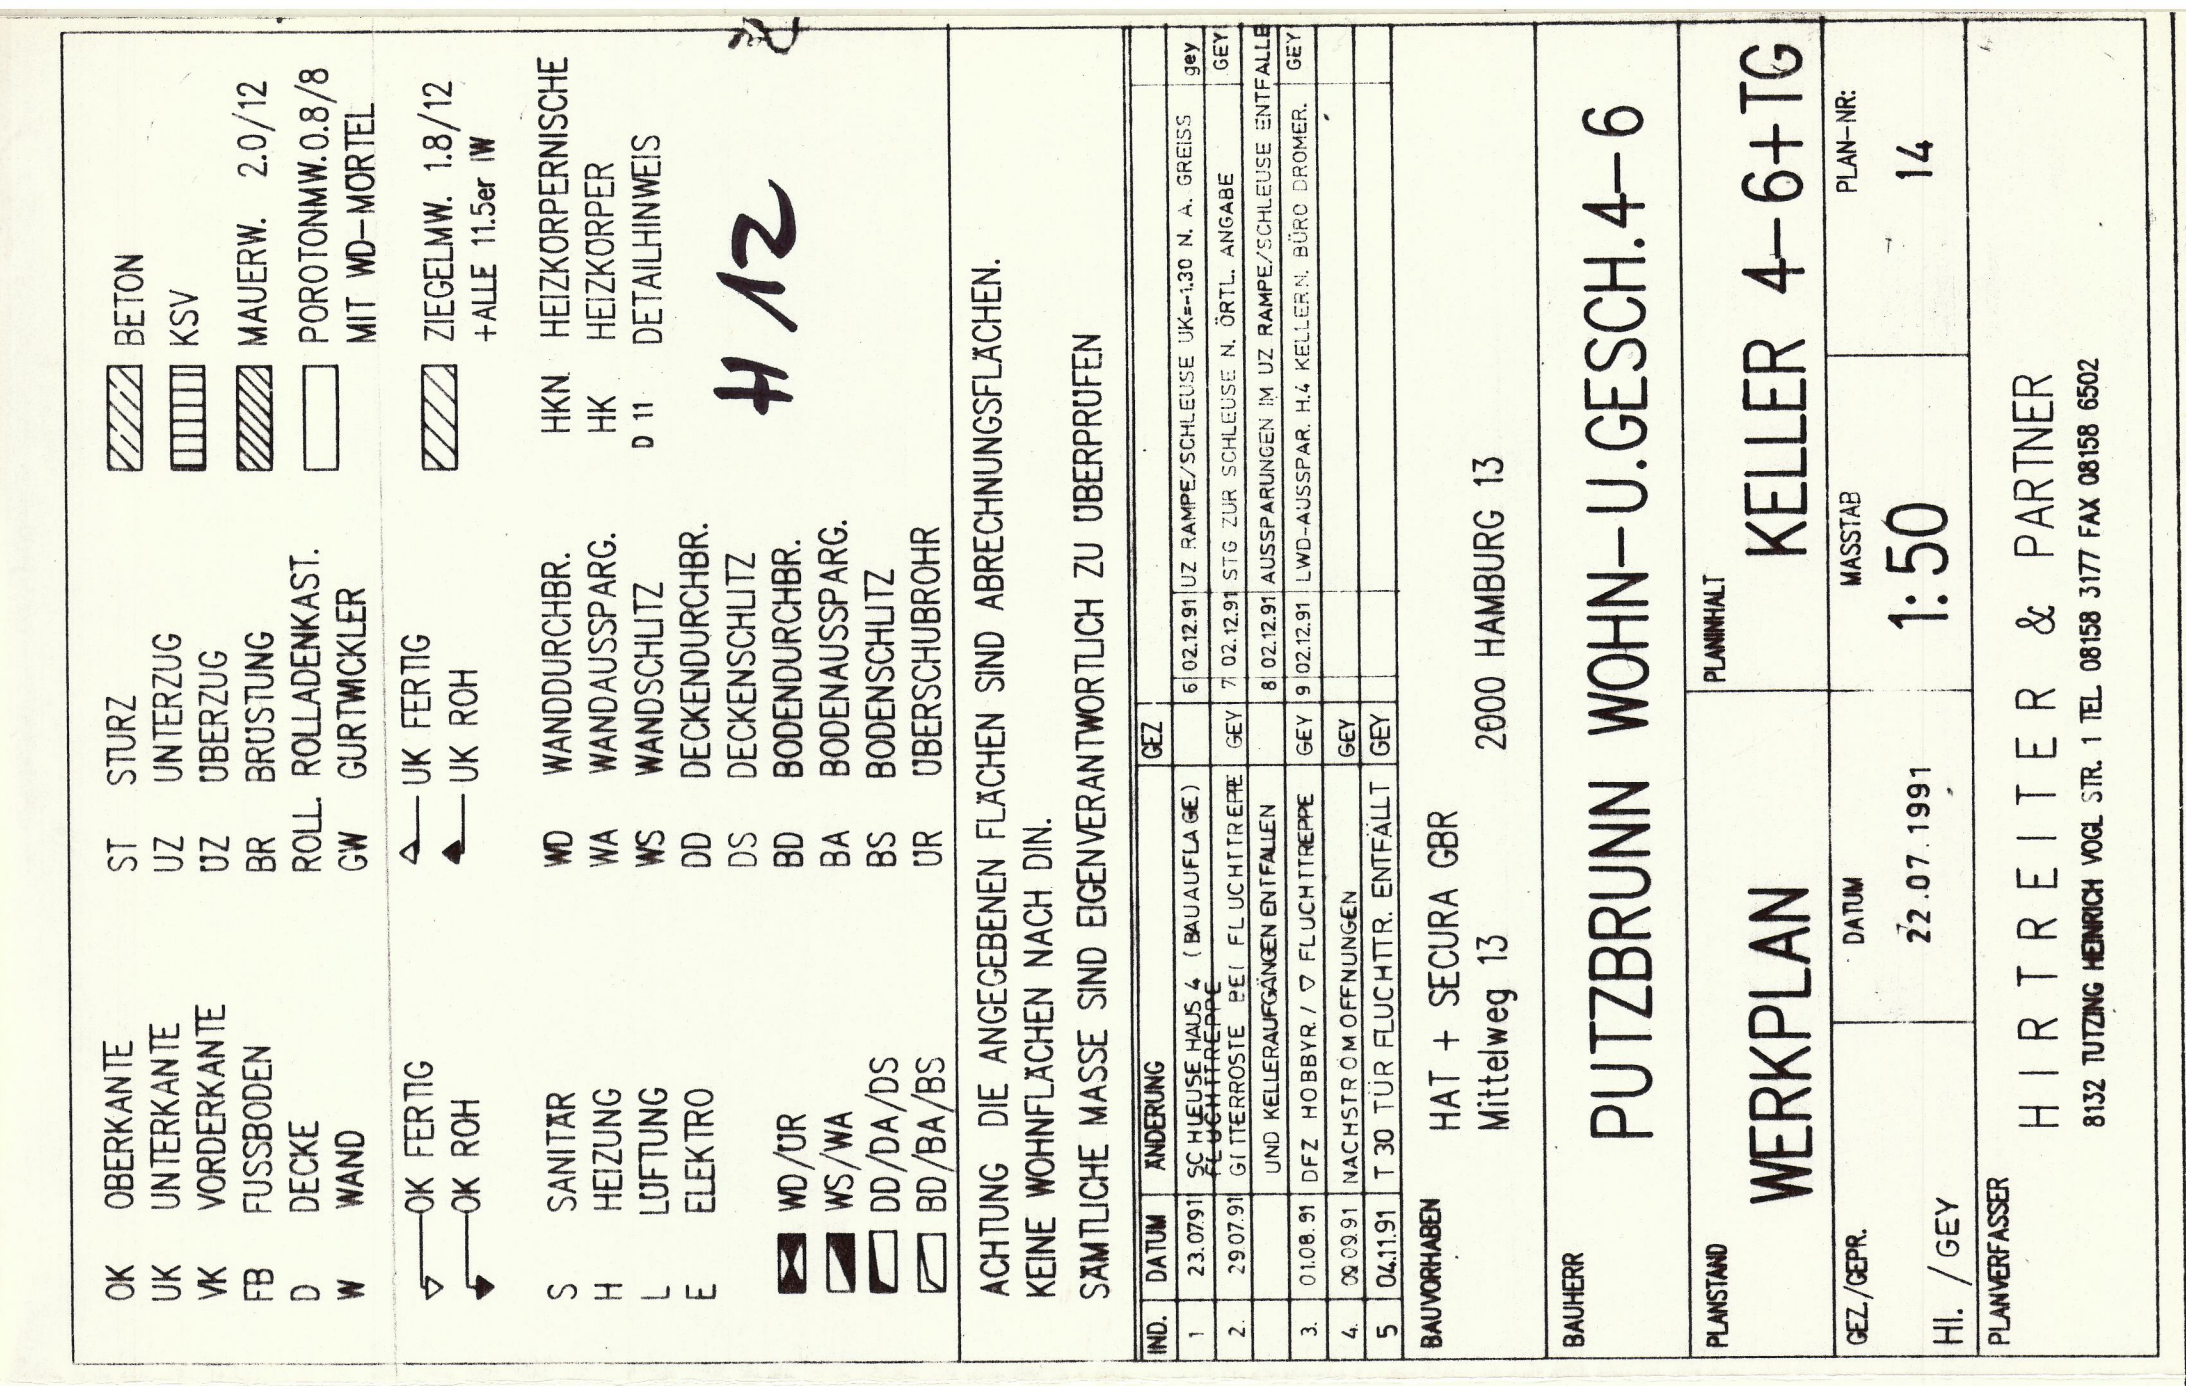 OK OBERKANTE
UK UNTERKANTE
VK VORDERKANTE
FB FUSSBODEN
D DECKE
W WAND
OK FERTIG
OK ROH
S SANITÄR
H HEIZUNG
L LÜFTUNG
E ELEKTRO
WD/ÜR
WS/WA
DD/DA/DS
BD/BA/BS
ST STURZ
UZ UNTERZUG
ÜZ ÜBERZUG
BR BRÜSTUNG
ROLL. ROLLADENKAST.
GW GURTWICKLER
UK FERTIG
UK ROH
WD WANDDURCHBR.
WA WANDAUSSPARG.
WS WANDSCHLITZ
DD DECKENDURCHBR.
DS DECKENSCHLITZ
BD BODENDURCHBR.
BA BODENAUSSPARG.
BS BODENSCHLITZ
ÜR ÜBERSCHUBROHR
BETON
KSV
MAUERW. 2.0/12
POROTONMW.0.8/8
MIT WD-MÖRTEL
ZIEGELMW. 1.8/12
+ALLE 11.5er IW
HKN HEIZKÖRPERNISCHE
HK HEIZKÖRPER
D 11 DETAILHINWEIS
H 12
ACHTUNG DIE ANGEGEBENEN FLÄCHEN SIND ABRECHNUNGSFLÄCHEN.
KEINE WOHNFLÄCHEN NACH DIN.
SÄMTLICHE MASSE SIND EIGENVERANTWORTLICH ZU ÜBERPRÜFEN
IND. DATUM ÄNDERUNG GEZ
1 23.07.91 SCHLEUSE HAUS 4 (BAUAUFLAGE)
FLUCHTTREPPE
2. 29.07.91 GITTERROSTE BEI FLUCHTTREPPE GEY
UND KELLERAUFGÄNGEN ENTFALLEN
3. 01.08.91 DFZ HOBBYR./ ▽ FLUCHTTREPPE GEY
4. 09.09.91 NACHSTRÖMÖFFNUNGEN GEY
5 04.11.91 T 30 TÜR FLUCHTTR. ENTFÄLLT GEY
6 02.12.91 UZ RAMPE/SCHLEUSE UK=-1.30 N. A. GREISS gey
7 02.12.91 STG ZUR SCHLEUSE N. ÖRTL. ANGABE GEY
8 02.12.91 AUSSPARUNGEN IM UZ RAMPE/SCHLEUSE ENTFALLE
9 02.12.91 LWD-AUSSPAR. H.4 KELLER N. BÜRO DROMER. GEY
BAUVORHABEN
HAT + SECURA GBR
Mittelweg 13 2000 HAMBURG 13
BAUHERR
PUTZBRUNN WOHN-U.GESCH.4-6
PLANSTAND
WERKPLAN
PLANINHALT
KELLER 4-6+TG
GEZ./GEPR.
HI. /GEY
DATUM
22.07.1991
MASSTAB
1:50
PLAN-NR:
14
PLANVERFASSER
HIRTREITER & PARTNER
8132 TUTZING HEINRICH VOGL STR. 1 TEL. 08158 3177 FAX 08158 6502